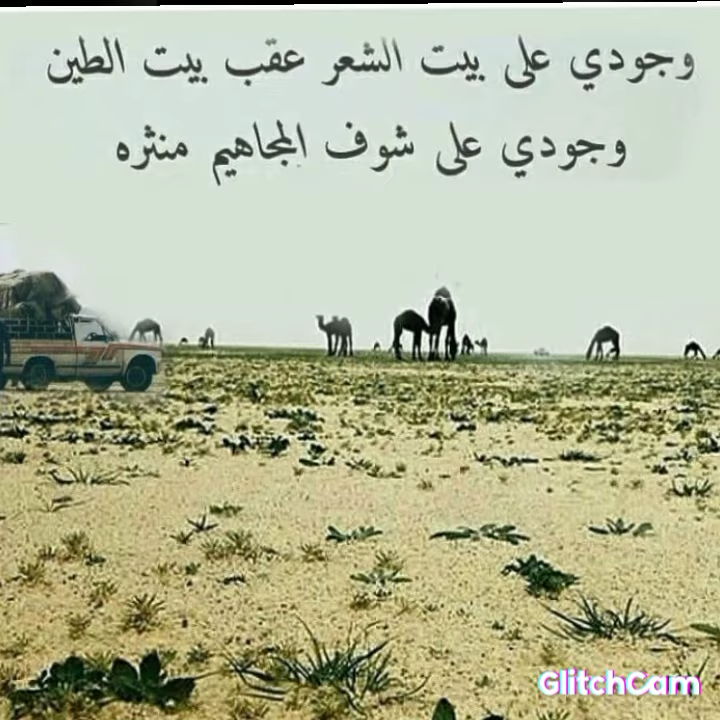 وجودي على بيت الشعر عقب بيت الطين
وجودي على شوف المجاهيم منثره
GlitchCam